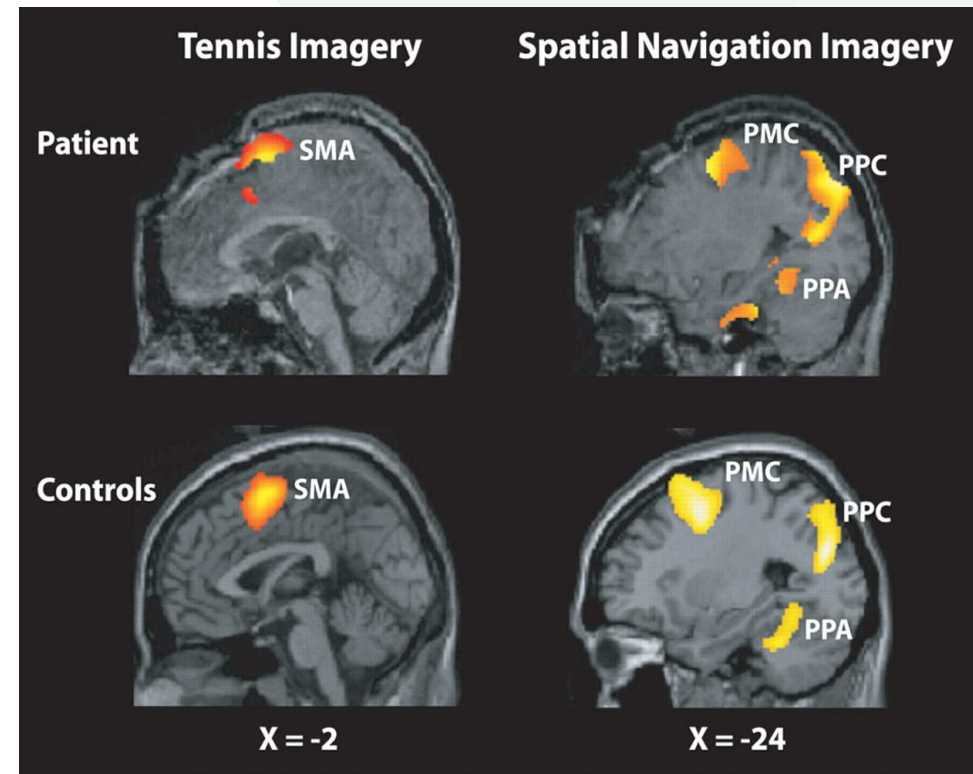 Tennis Imagery
Spatial Navigation Imagery
Patient
SMA
PMC
PPC
PPA
Controls
SMA
PMC
PPC
PPA
X = -2
X = -24